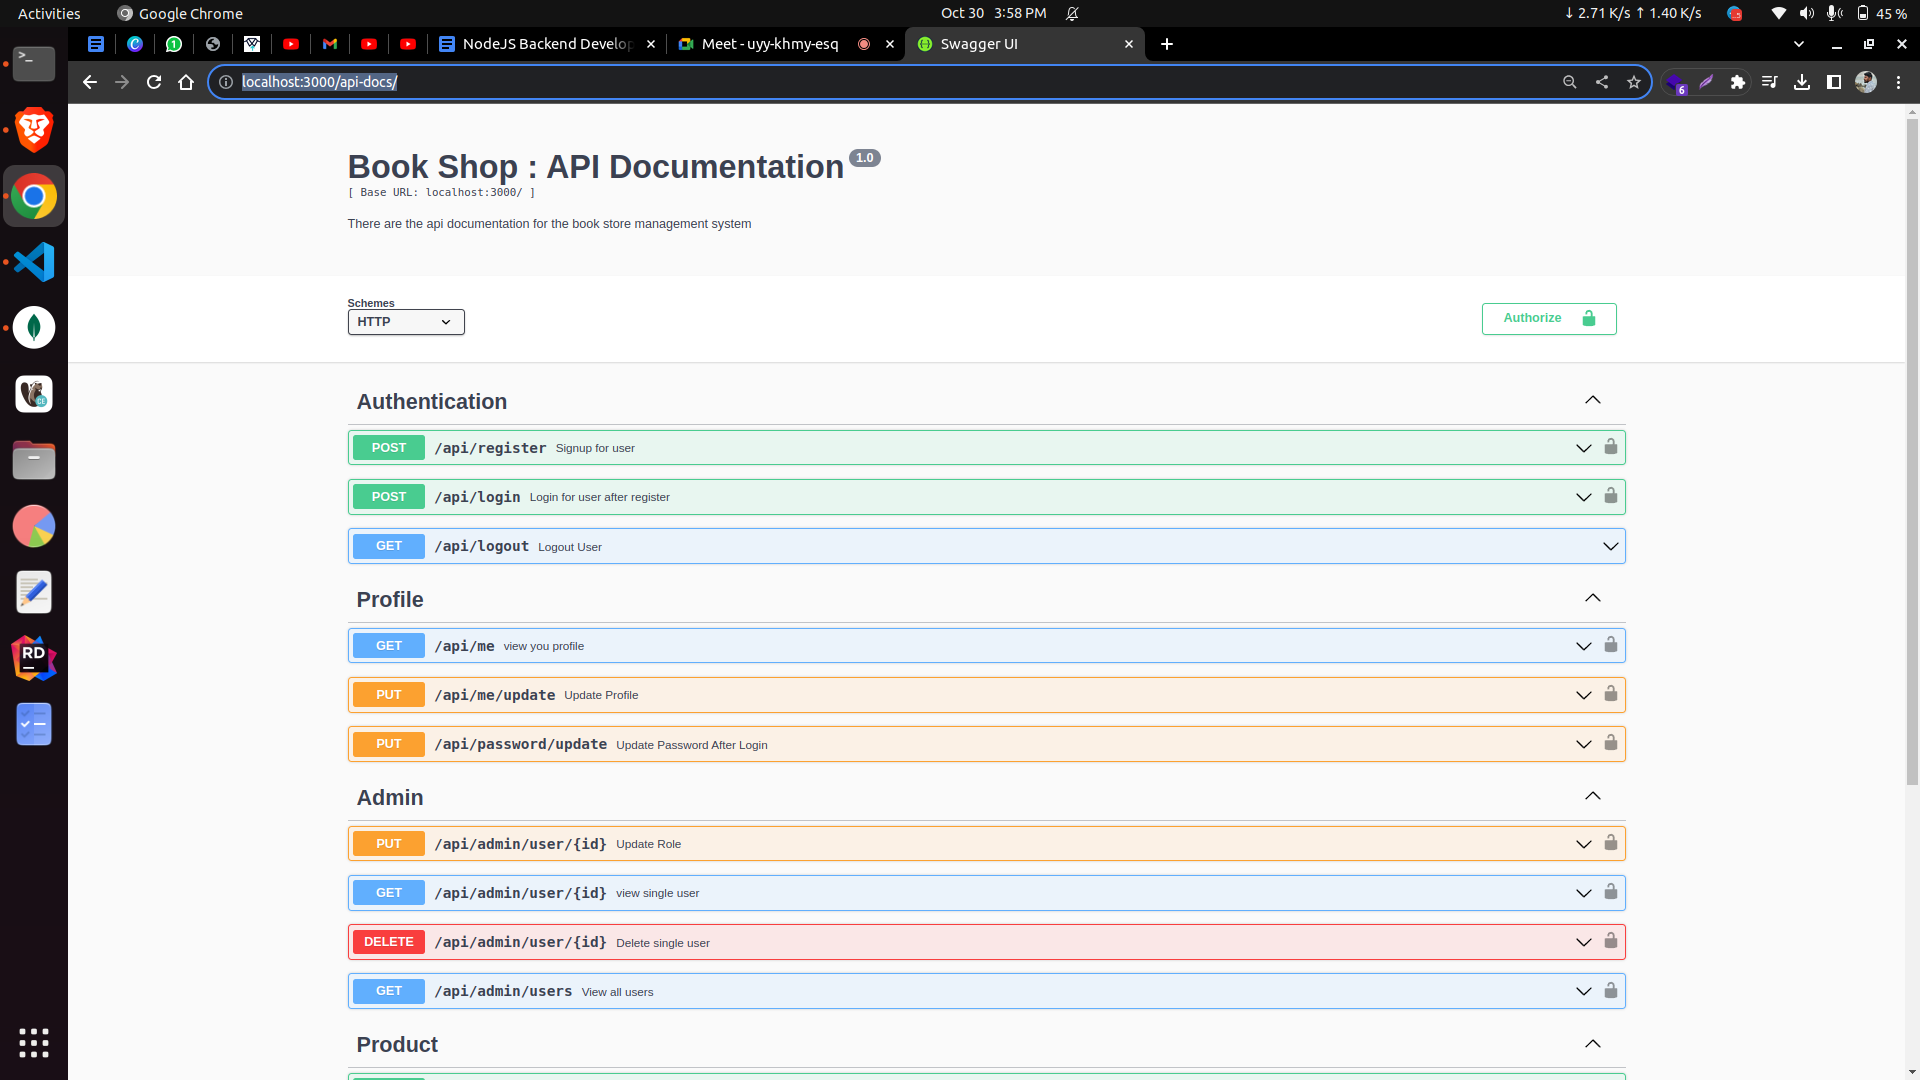 Activities
Google Chrome
Oct 30 3:58 PM
↓ 2.71 K/s ↑ 1.40 K/s
45 %
1
NodeJS Backend Develop
Meet - uyy-khmy-esq
Swagger UI
localhost:3000/api-docs/
6
Book Shop : API Documentation 1.0
[ Base URL: localhost:3000/ ]
There are the api documentation for the book store management system
Schemes
HTTP
Authorize
Authentication
POST /api/register Signup for user
POST /api/login Login for user after register
GET /api/logout Logout User
Profile
GET /api/me view you profile
PUT /api/me/update Update Profile
PUT /api/password/update Update Password After Login
Admin
PUT /api/admin/user/{id} Update Role
GET /api/admin/user/{id} view single user
DELETE /api/admin/user/{id} Delete single user
GET /api/admin/users View all users
Product
RD